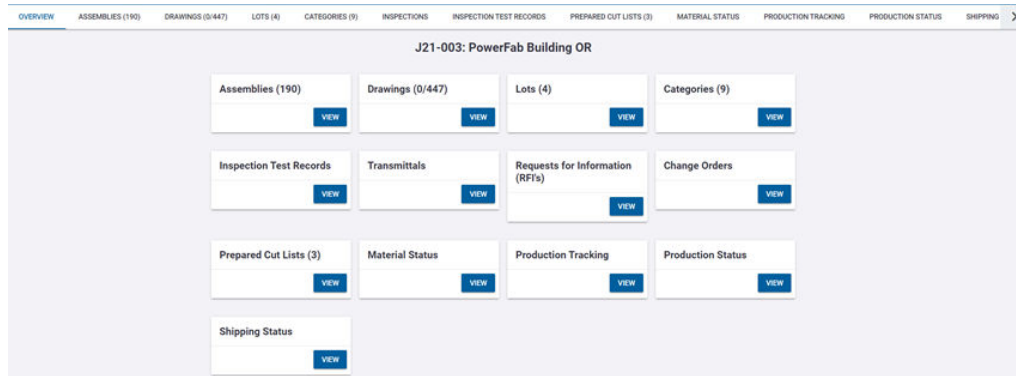 OVERVIEW ASSEMBLIES (190) DRAWINGS (0/447) LOTS (4) CATEGORIES (9) INSPECTIONS INSPECTION TEST RECORDS PREPARED CUT LISTS (3) MATERIAL STATUS PRODUCTION TRACKING PRODUCTION STATUS SHIPPING
J21-003: PowerFab Building OR
Assemblies (190) Drawings (0/447) Lots (4) Categories (9)
VIEW VIEW VIEW VIEW
Inspection Test Records Transmittals Requests for Information Change Orders
(RFI's)
VIEW VIEW VIEW VIEW
Prepared Cut Lists (3) Material Status Production Tracking Production Status
VIEW VIEW VIEW VIEW
Shipping Status
VIEW